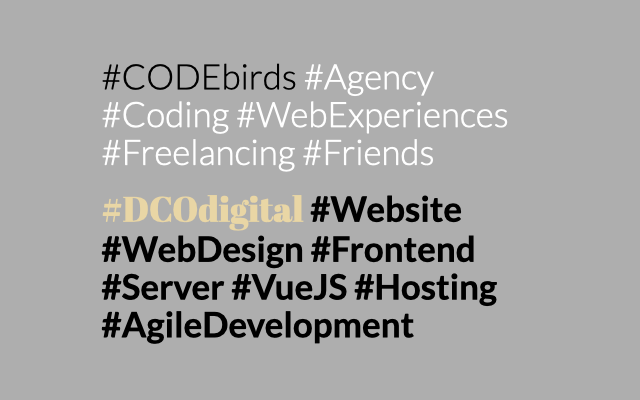 #CODEbirds #Agency
#Coding #WebExperiences
#Freelancing #Friends
#DCOdigital #Website
#WebDesign #Frontend
#Server #VueJS #Hosting
#AgileDevelopment